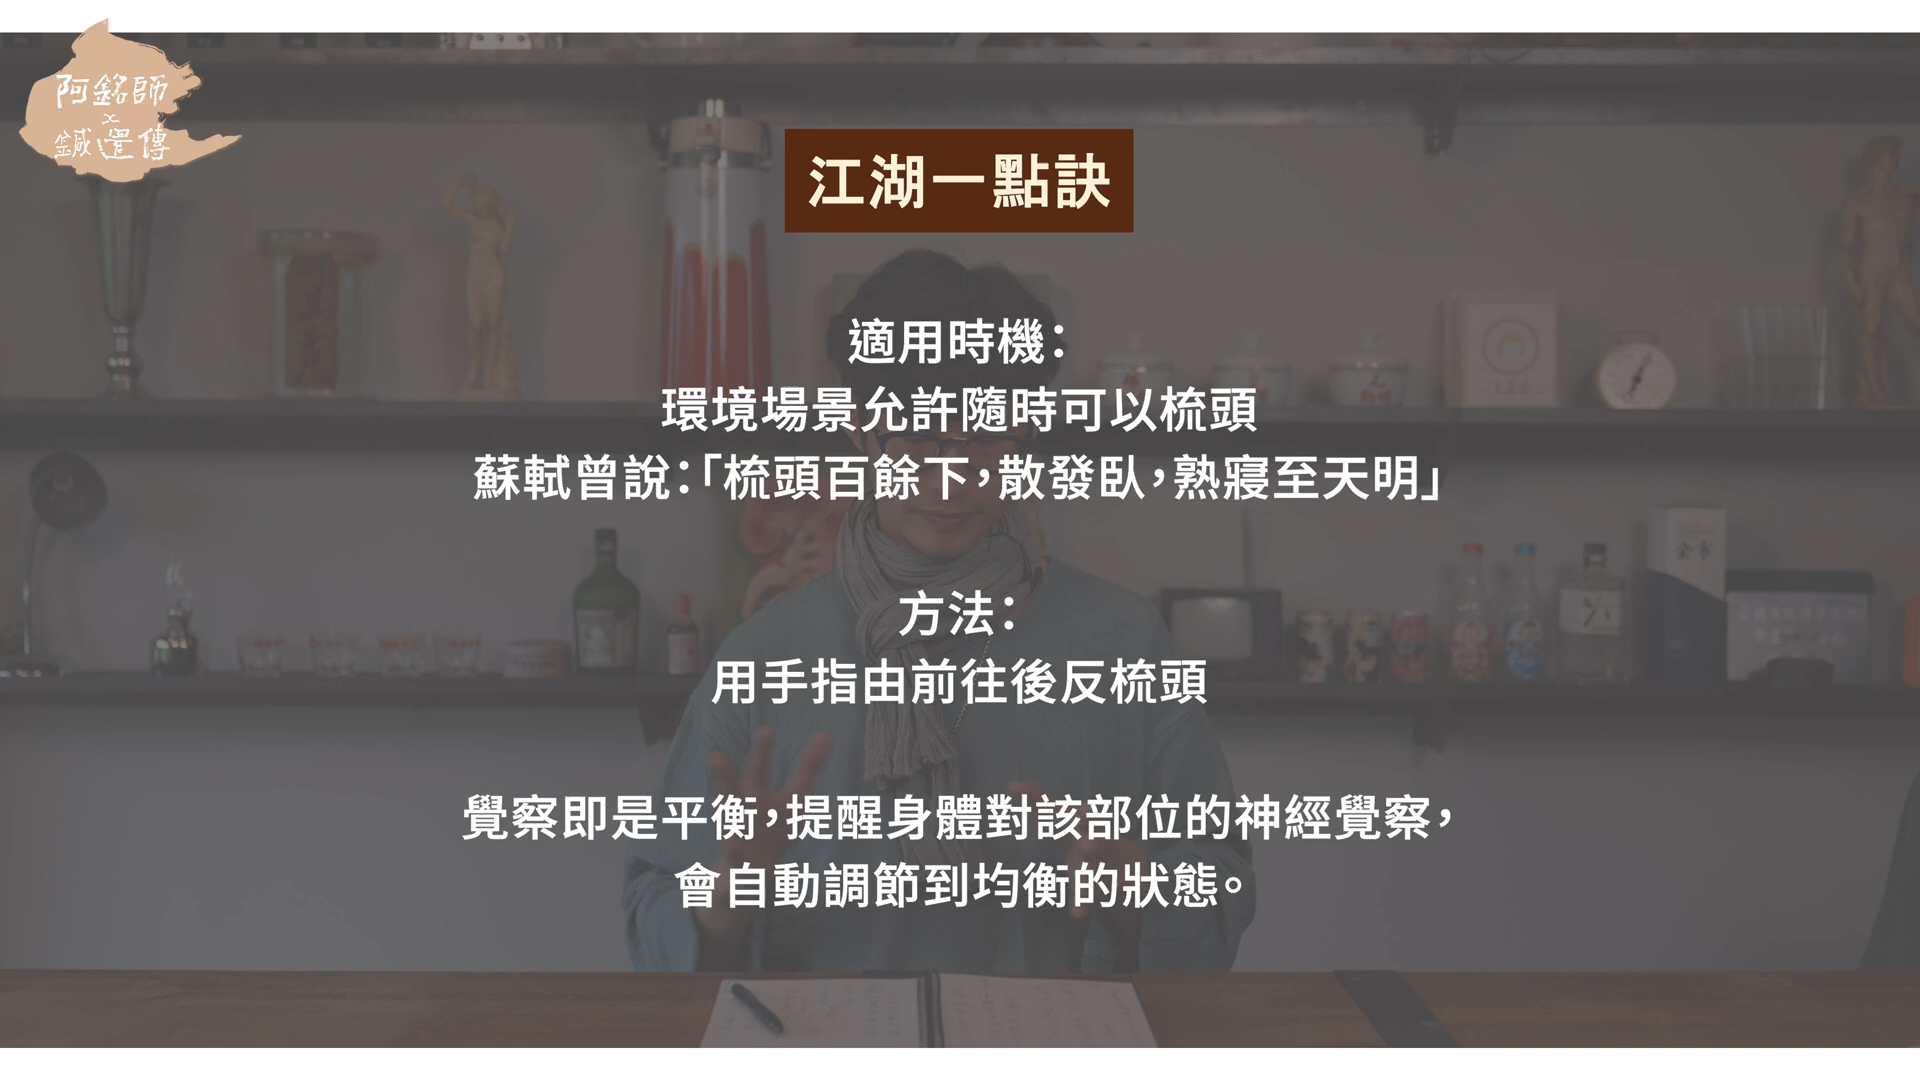 阿銘師
x
鍼還傳
江湖一點訣
適用時機：
環境場景允許隨時可以梳頭
蘇軾曾說：「梳頭百餘下，散發臥，熟寢至天明」
方法：
用手指由前往後反梳頭
覺察即是平衡，提醒身體對該部位的神經覺察，
會自動調節到均衡的狀態。